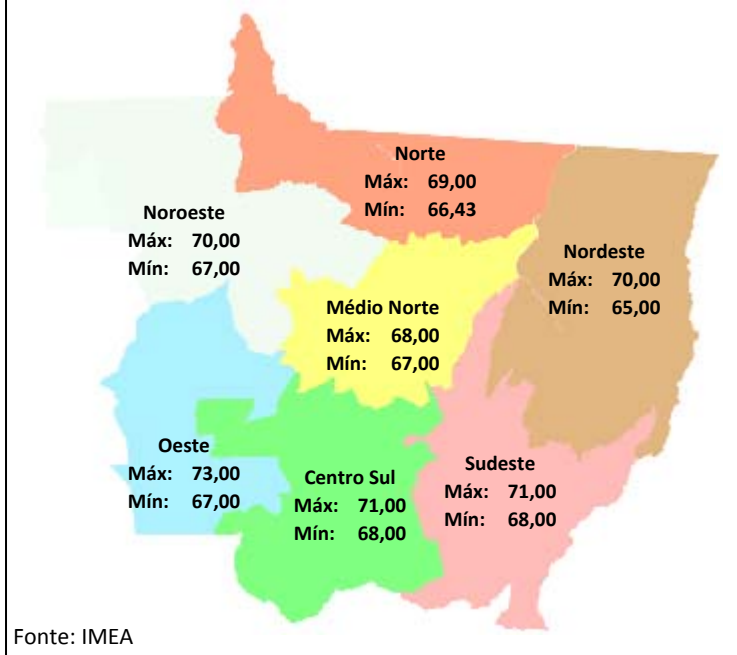 Norte
Máx: 69,00
Mín: 66,43
Noroeste
Máx: 70,00
Mín: 67,00
Nordeste
Máx: 70,00
Mín: 65,00
Médio Norte
Máx: 68,00
Mín: 67,00
Oeste
Máx: 73,00
Mín: 67,00
Centro Sul
Máx: 71,00
Mín: 68,00
Sudeste
Máx: 71,00
Mín: 68,00
Fonte: IMEA